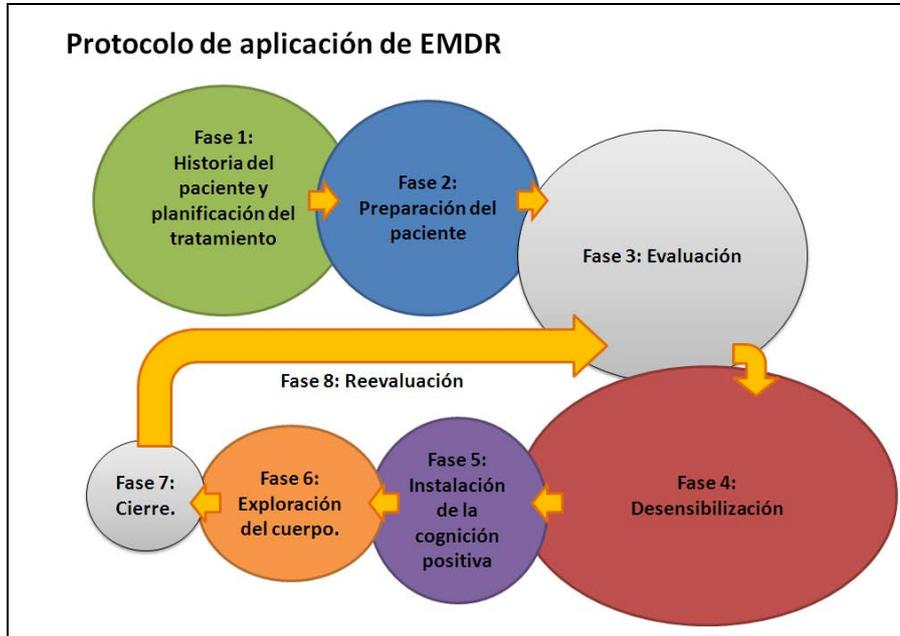 Protocolo de aplicación de EMDR
Fase 1:
Historia del
paciente y
planificación del
tratamiento
Fase 2:
Preparación del
paciente
Fase 3: Evaluación
Fase 4:
Desensibilización
Fase 5:
Instalación
de la
cognición
positiva
Fase 6:
Exploración
del cuerpo.
Fase 7:
Cierre.
Fase 8: Reevaluación